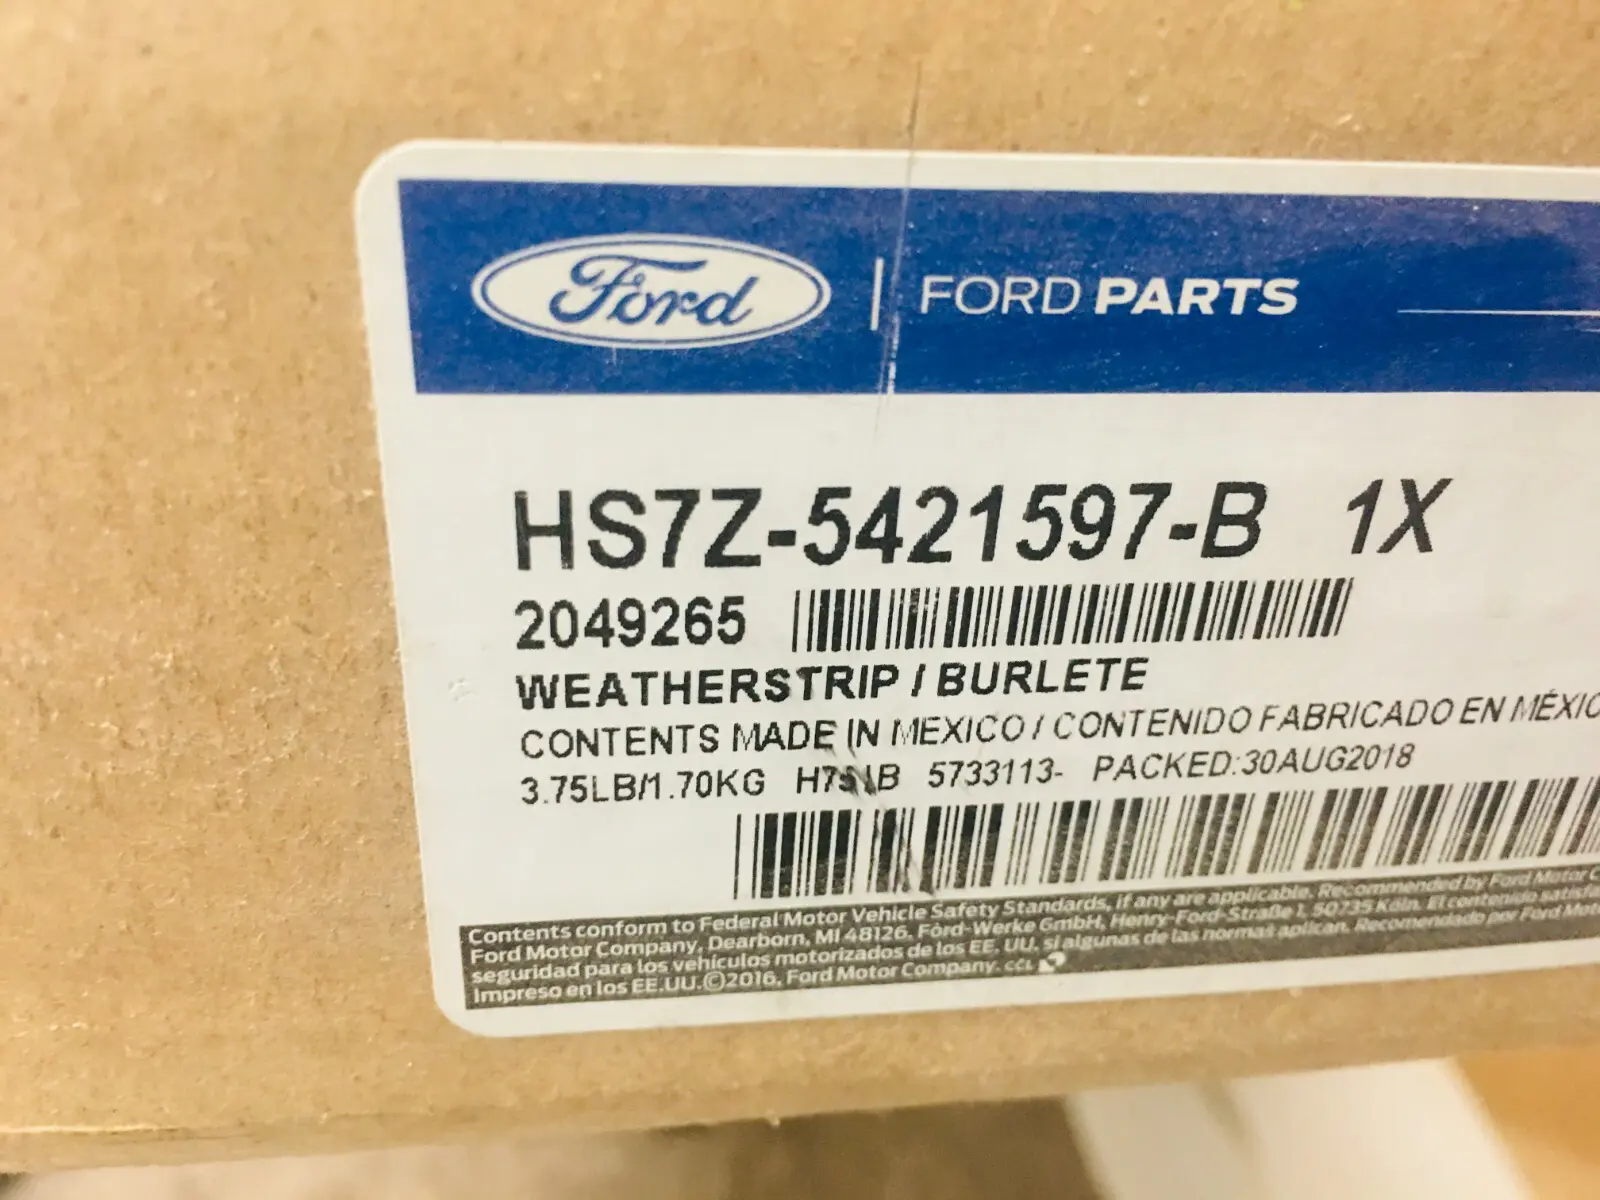 Ford FORD PARTS
HS7Z-5421597-B 1X
2049265
WEATHERSTRIP / BURLETE
CONTENTS MADE IN MEXICO / CONTENIDO FABRICADO EN MÉXIC
3.75LB/1.70KG 5733113- PACKED:30AUG2018
Contents conform to Federal Motor Vehicle Safety Standards, if any are applicable. Recommended by Ford Motor C
Ford Motor Company, Dearborn, MI 48126. Ford-Werke GmbH, Henry-Ford-Straße 1, 50735 Köln. El contenido satisfa
seguridad para los vehículos motorizados de los EE. UU. si algunas de las normas aplican. Recomendado por Ford Moto
Impreso en los EE.UU.©2016, Ford Motor Company. CCL